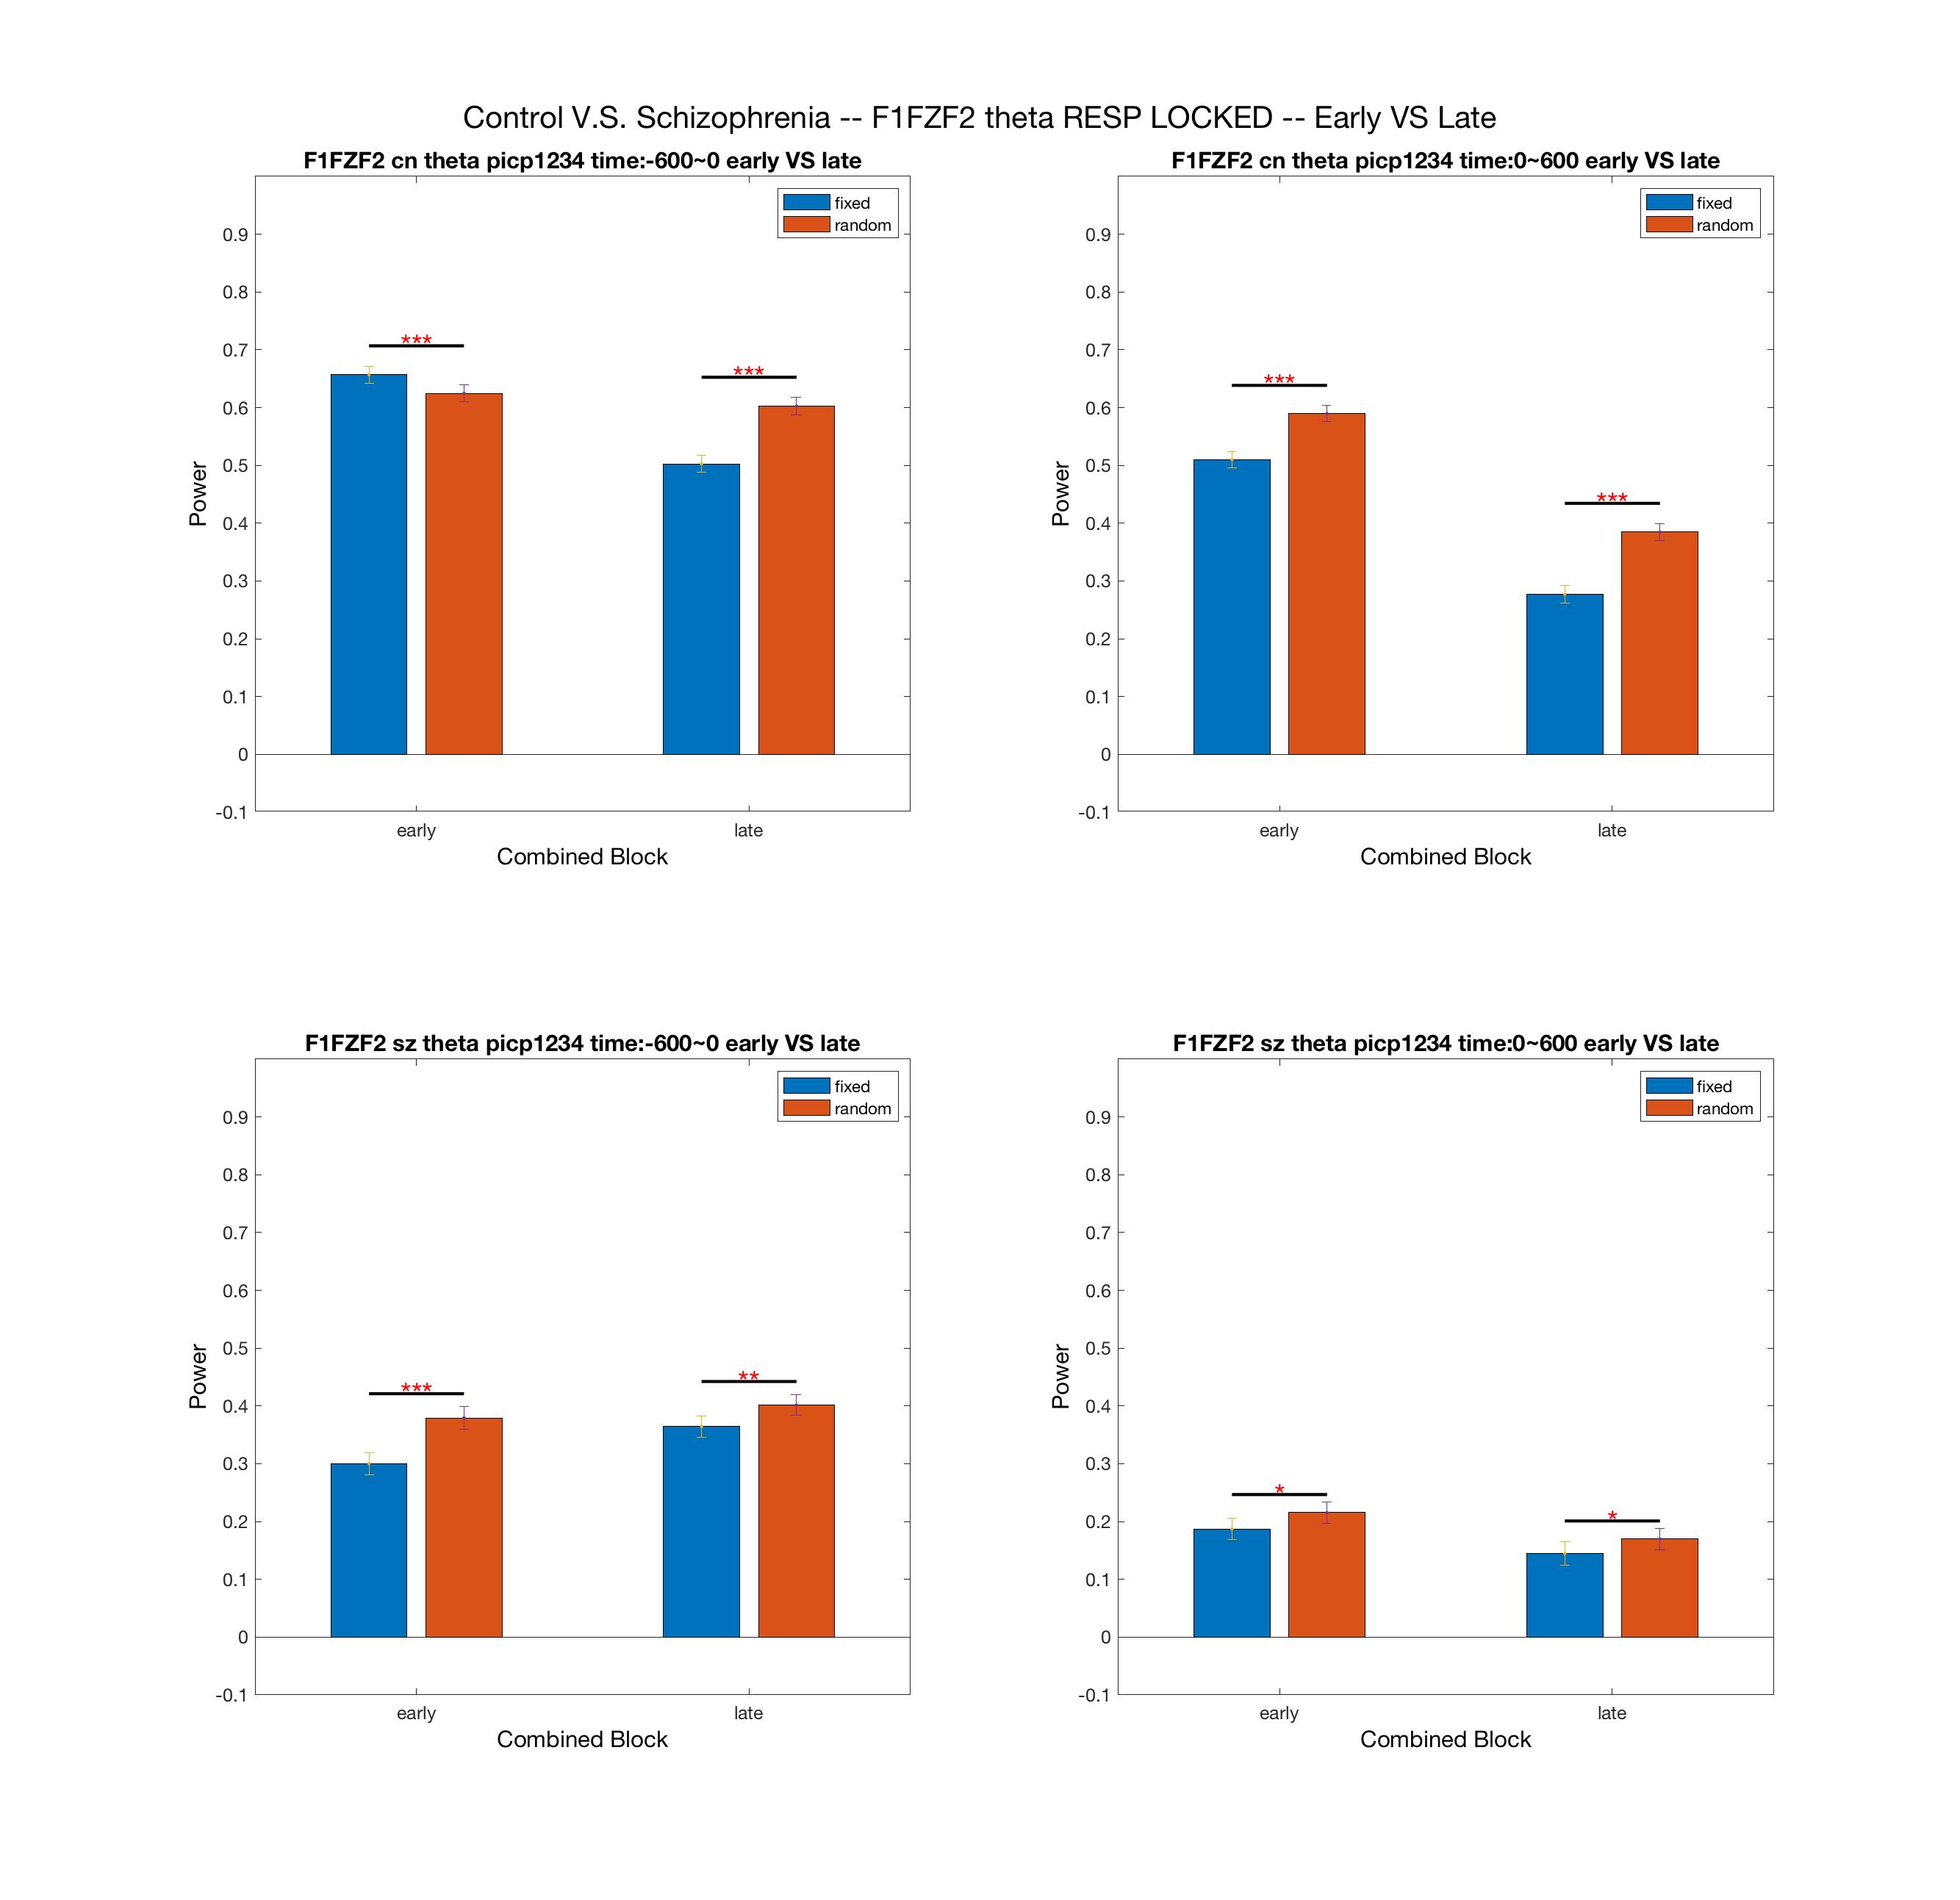 Control V.S. Schizophrenia -- F1FZF2 theta RESP LOCKED -- Early VS Late
F1FZF2 cn theta picp1234 time:-600~0 early VS late
fixed
random
0.9
0.8
0.7
0.6
0.5
0.4
0.3
0.2
0.1
0
-0.1
Power
***
***
early
late
Combined Block
F1FZF2 cn theta picp1234 time:0~600 early VS late
fixed
random
0.9
0.8
0.7
0.6
0.5
0.4
0.3
0.2
0.1
0
-0.1
Power
***
***
early
late
Combined Block
F1FZF2 sz theta picp1234 time:-600~0 early VS late
fixed
random
0.9
0.8
0.7
0.6
0.5
0.4
0.3
0.2
0.1
0
-0.1
Power
***
**
early
late
Combined Block
F1FZF2 sz theta picp1234 time:0~600 early VS late
fixed
random
0.9
0.8
0.7
0.6
0.5
0.4
0.3
0.2
0.1
0
-0.1
Power
*
*
early
late
Combined Block